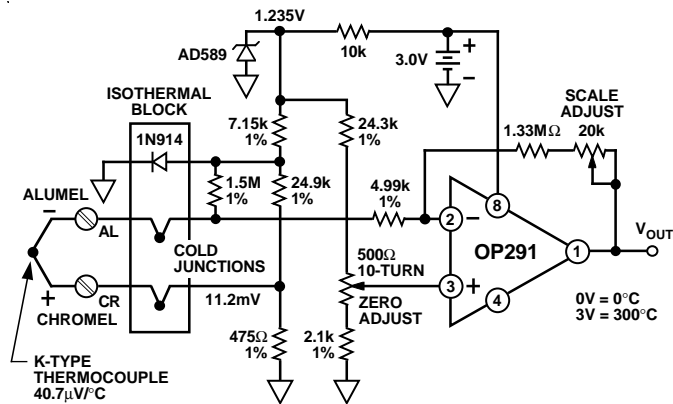 1.235V
AD589
10k
3.0V
+
–
ISOTHERMAL
BLOCK
1N914
7.15k
1%
24.3k
1%
1.33MΩ
SCALE
ADJUST
20k
ALUMEL
–
AL
1.5M
1%
24.9k
1%
4.99k
1%
2
–
8
OP291
1
VOUT
COLD
JUNCTIONS
500Ω
10-TURN
3
+
4
ZERO
ADJUST
+
CR
CHROMEL
11.2mV
0V = 0°C
3V = 300°C
475Ω
1%
2.1k
1%
K-TYPE
THERMOCOUPLE
40.7μV/°C